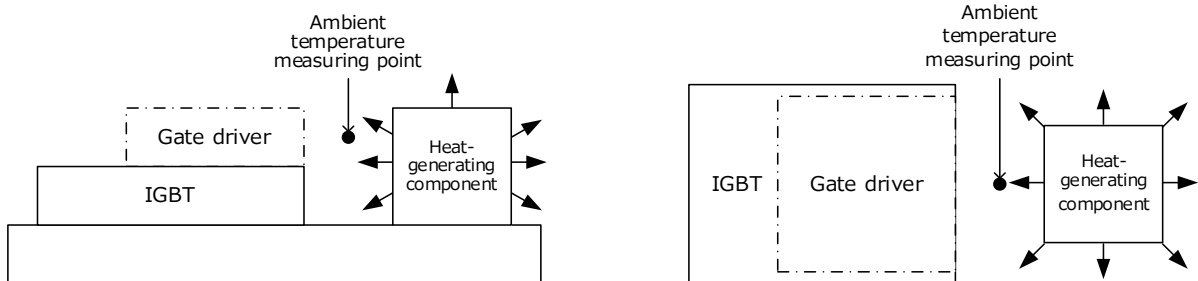 Ambient
temperature
measuring point
Gate driver
IGBT
Heat-
generating
component
Ambient
temperature
measuring point
IGBT
Gate driver
Heat-
generating
component